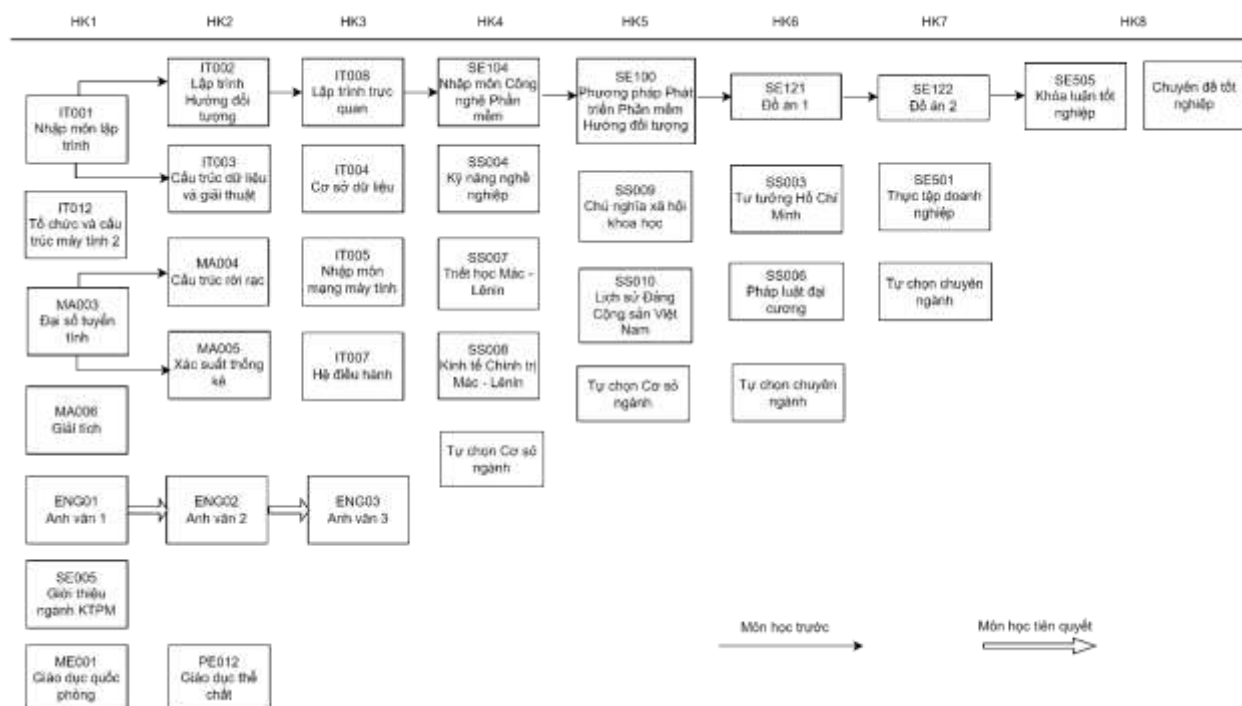 HK1
HK2
HK3
HK4
HK5
HK6
HK7
HK8
IT001
Nhập môn lập
trình
IT012
Tổ chức và cấu
trúc máy tính 2
MA003
Đại số tuyến
tính
MA006
Giải tích
ENG01
Anh văn 1
SE005
Giới thiệu
ngành KTPM
ME001
Giáo dục quốc
phòng
IT002
Lập trình
Hướng đối
tượng
IT003
Cấu trúc dữ liệu
và giải thuật
MA004
Cấu trúc rời rạc
MA005
Xác suất thống
kê
ENG02
Anh văn 2
PE012
Giáo dục thể
chất
IT008
Lập trình trực
quan
IT004
Cơ sở dữ liệu
IT005
Nhập môn
mạng máy tính
IT007
Hệ điều hành
ENG03
Anh văn 3
SE104
Nhập môn Công
nghệ Phần
mềm
SS004
Kỹ năng nghề
nghiệp
SS007
Triết học Mác -
Lênin
SS008
Kinh tế Chính trị
Mác - Lênin
Tự chọn Cơ sở
ngành
SE100
Phương pháp Phát
triển Phần mềm
Hướng đối tượng
SS009
Chủ nghĩa xã hội
khoa học
SS010
Lịch sử Đảng
Cộng sản Việt
Nam
Tự chọn Cơ sở
ngành
SE121
Đồ án 1
SS003
Tư tưởng Hồ Chí
Minh
SS006
Pháp luật đại
cương
Tự chọn chuyên
ngành
SE122
Đồ án 2
SE501
Thực tập doanh
nghiệp
Tự chọn chuyên
ngành
SE505
Khóa luận tốt
nghiệp
Chuyên đề tốt
nghiệp
Môn học trước
Môn học tiên quyết